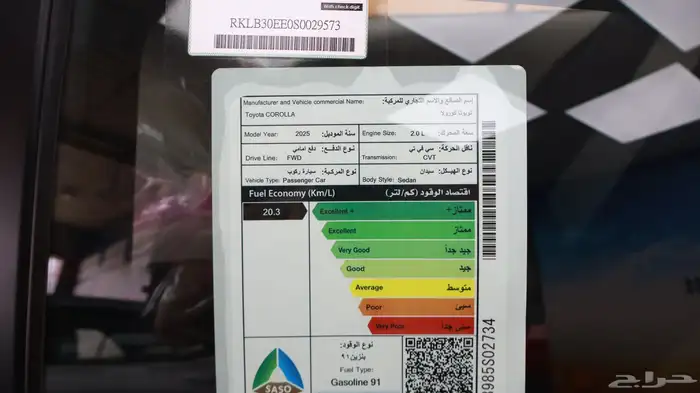 With check digit
RKLB30EE0S0029573
Manufacturer and Vehicle commercial Name: إسم الصانع والاسم التجاري للمركبة:
Toyota COROLLA تويوتا كورولا
Model Year: 2025 سنة الموديل:
Engine Size: 2.0 L سعة المحرك:
Drive Line: FWD نوع الدفع: دفع امامي
Transmission: CVT ناقل الحركة: سي في تي
Vehicle Type: Passenger Car نوع المركبة: سيارة ركوب
Body Style: Sedan نوع الهيكل: سيدان
Fuel Economy (Km/L) اقتصاد الوقود (كم/لتر)
20.3
Excellent + ممتاز+
Excellent ممتاز
Very Good جيد جداً
Good جيد
Average متوسط
Poor سيئ
Very Poor سيئ جداً
نوع الوقود:
بنزين ٩١
Fuel Type:
Gasoline 91
SASO
3985S02734
حراج